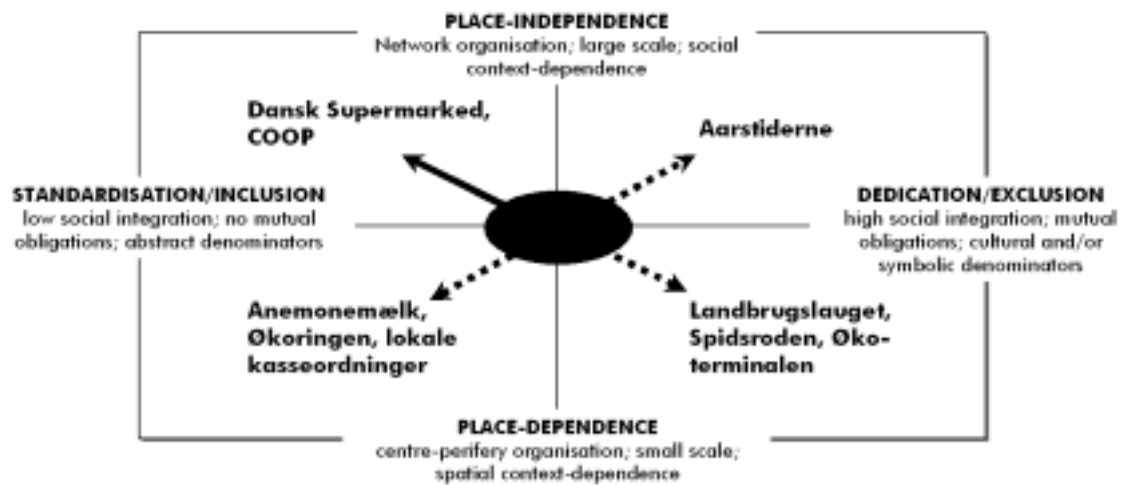 PLACE-INDEPENDENCE
Network organisation; large scale; social
context-dependence
Dansk Supermarked,
COOP
Aarstiderne
STANDARDISATION/INCLUSION
low social integration; no mutual
obligations; abstract denominators
DEDICATION/EXCLUSION
high social integration; mutual
obligations; cultural and/or
symbolic denominators
Anemonemælk,
Økoringen, lokale
kasseordninger
Landbrugslauget,
Spidsroden, Øko-
terminalen
PLACE-DEPENDENCE
centre-perifery organisation; small scale;
spatial context-dependence